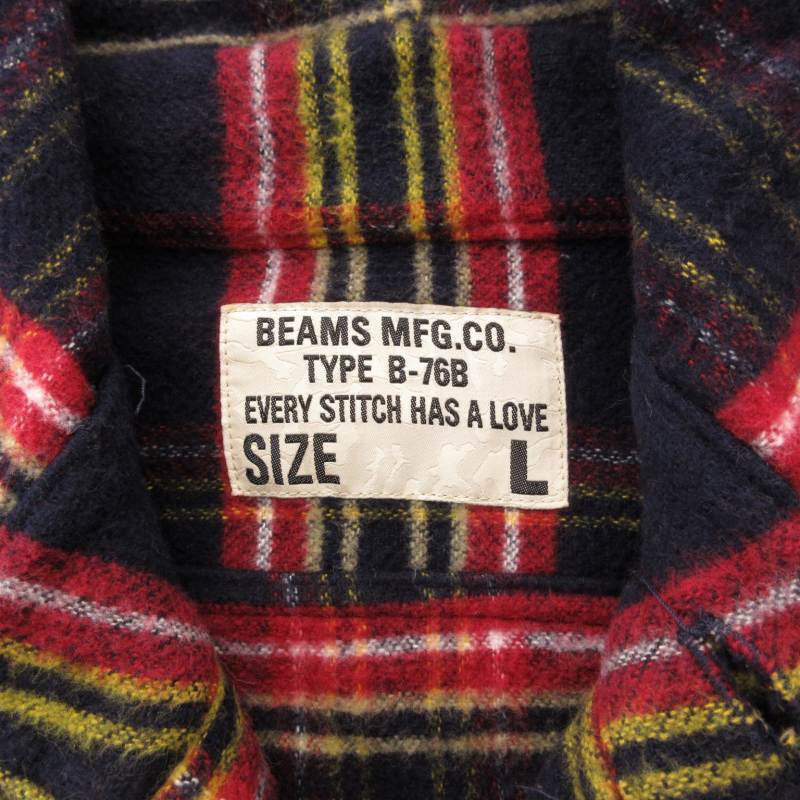 BEAMS MFG.CO.
TYPE B-76B
EVERY STITCH HAS A LOVE
SIZE L